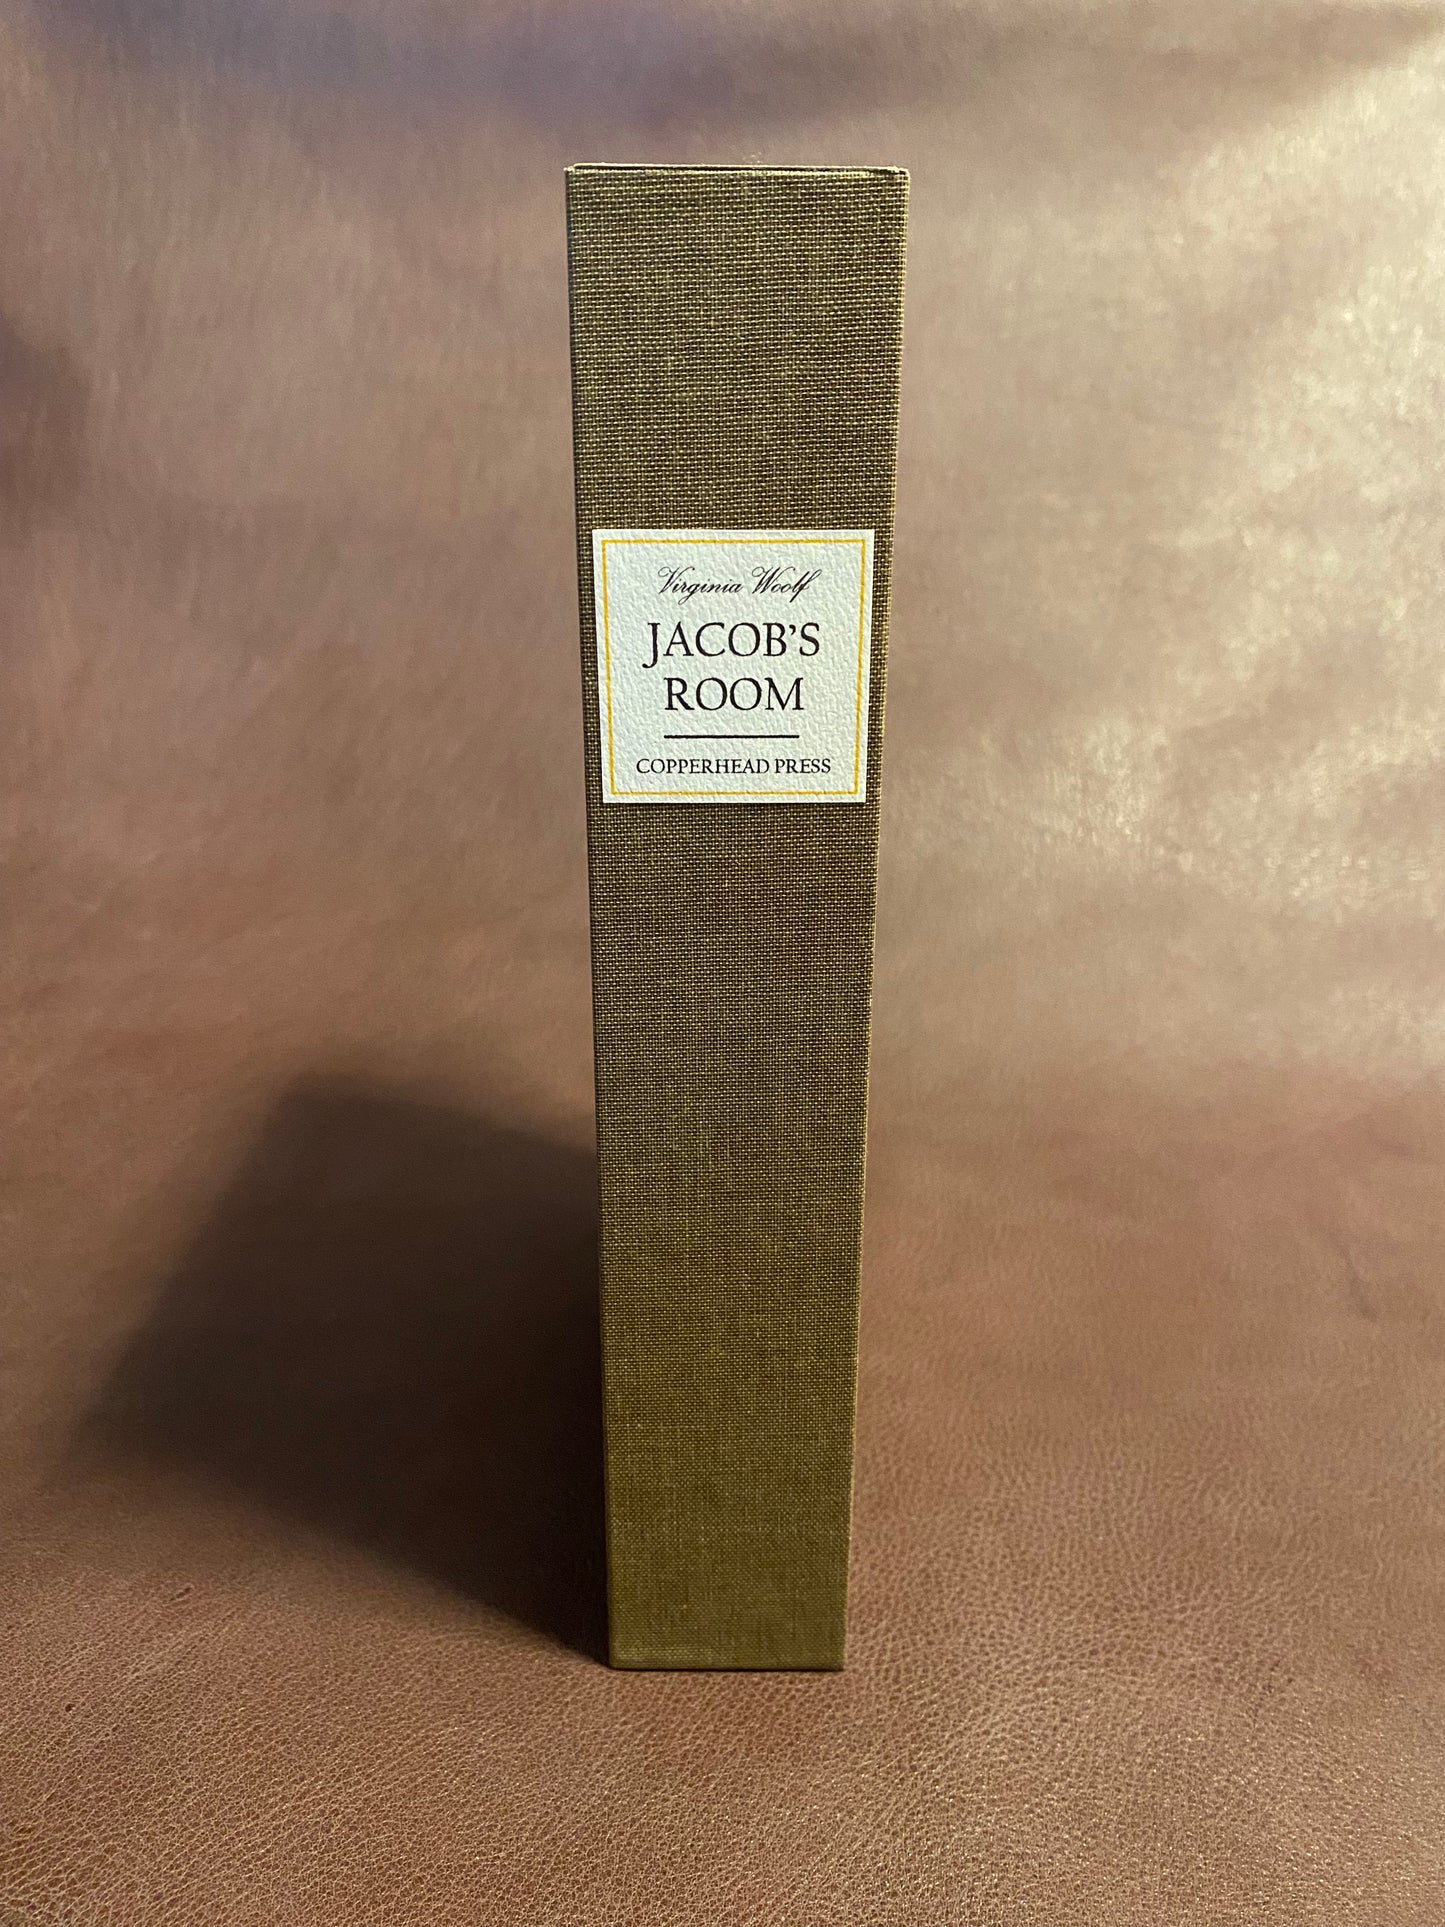 Virginia Woolf
JACOB’S
ROOM
COPPERHEAD PRESS